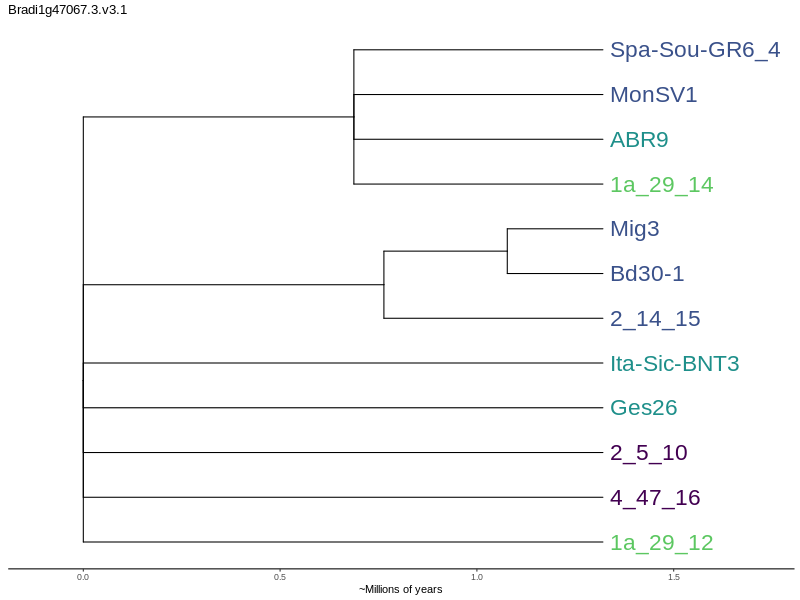 Bradi1g47067.3.v3.1
Spa-Sou-GR6_4
MonSV1
ABR9
1a_29_14
Mig3
Bd30-1
2_14_15
Ita-Sic-BNT3
Ges26
2_5_10
4_47_16
1a_29_12
0.0 0.5 1.0 1.5
~Millions of years